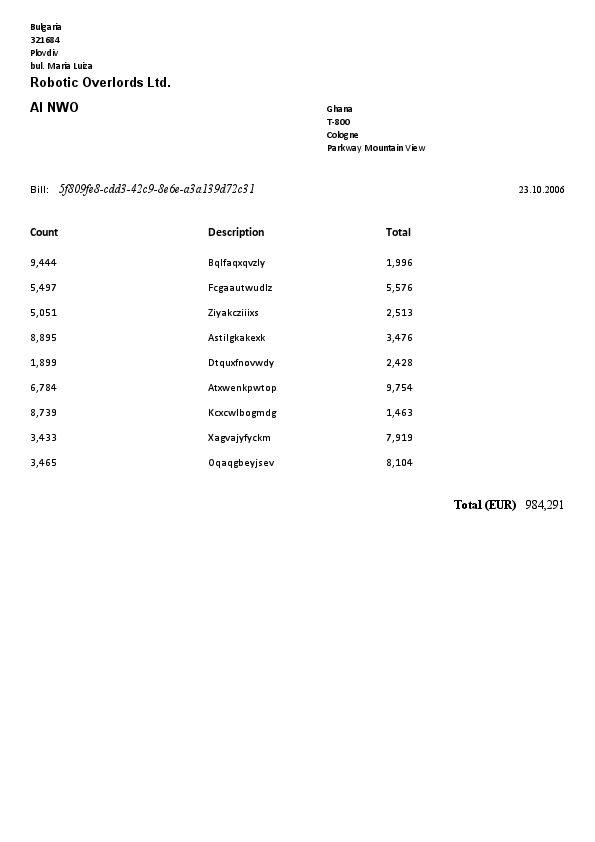 Bulgaria
321684
Plovdiv
bul. Maria Luiza
Robotic Overlords Ltd.
AI NWO
Ghana
T-800
Cologne
Parkway Mountain View
Bill: 5f809fe8-cdd3-42c9-8e6e-a3a139d72c31 23.10.2006
Count Description Total
9,444 Bqlfaqxqvzly 1,996
5,497 Fcgaautwudlz 5,576
5,051 Ziyakcziiixs 2,513
8,895 Astilgkakexk 3,476
1,899 Dtquxfnovwdy 2,428
6,784 Atxwenkpwtop 9,754
8,739 Kcxcwlbogmdg 1,463
3,433 Xagvajyfyckm 7,919
3,465 Oqaqgbeyjsev 8,104
Total (EUR) 984,291